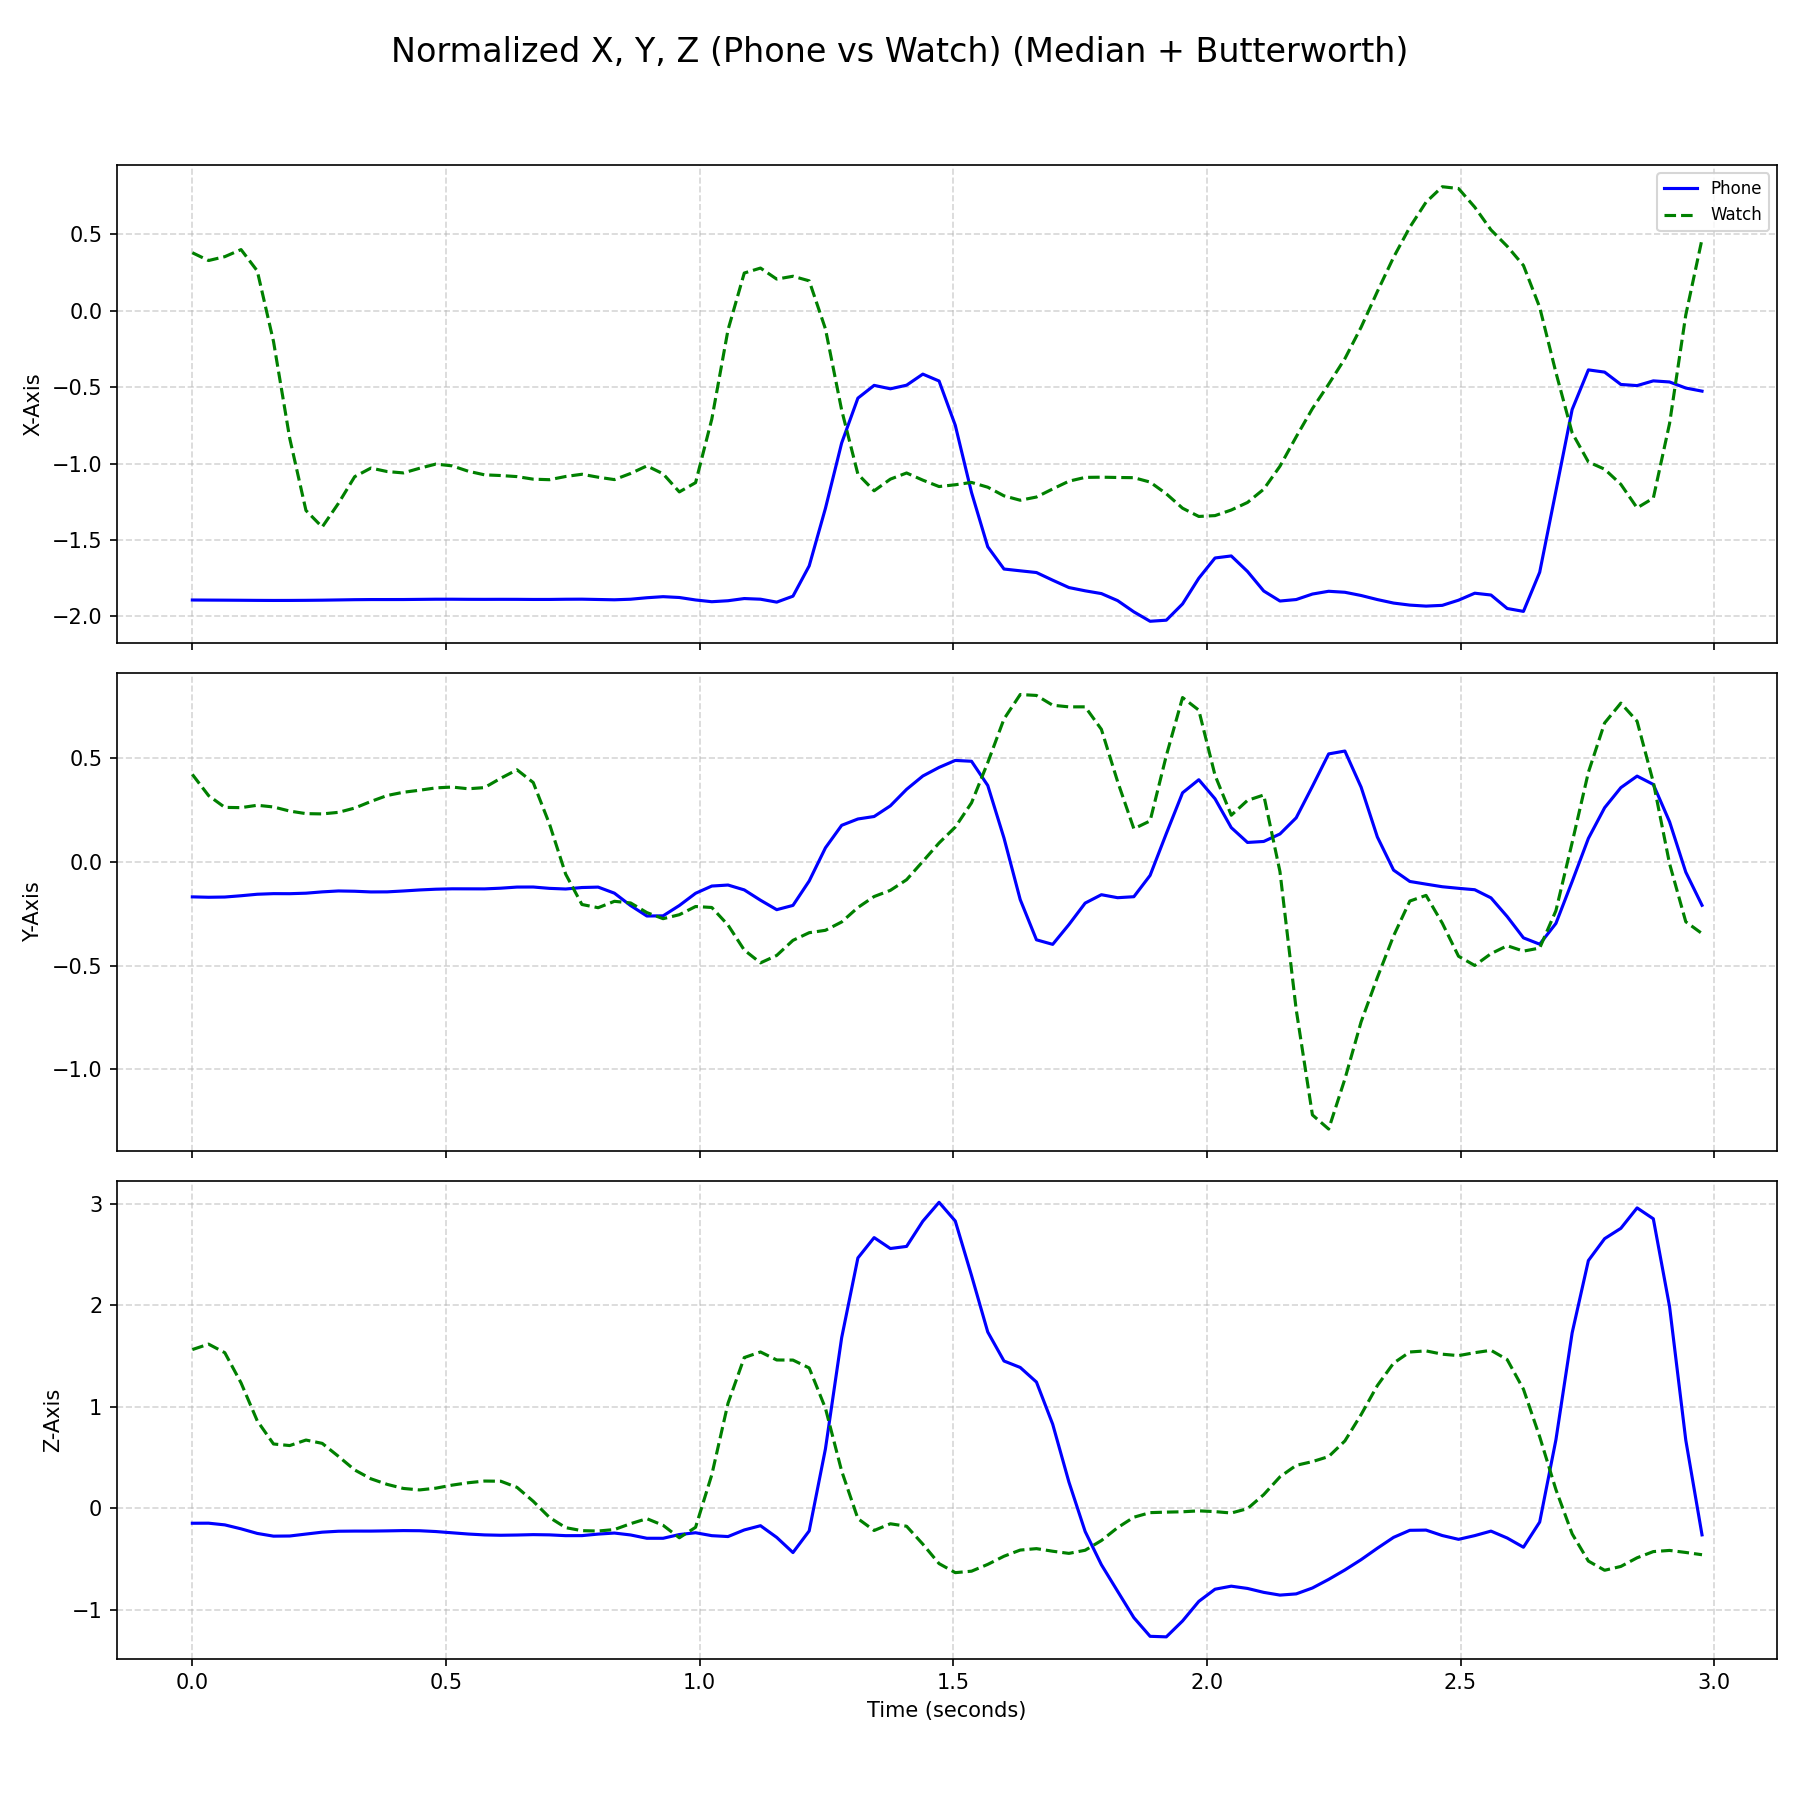 Normalized X, Y, Z (Phone vs Watch) (Median + Butterworth)
Phone
Watch
X-Axis
0.5
0.0
−0.5
−1.0
−1.5
−2.0
Y-Axis
0.5
0.0
−0.5
−1.0
Z-Axis
3
2
1
0
−1
0.0 0.5 1.0 1.5 2.0 2.5 3.0
Time (seconds)